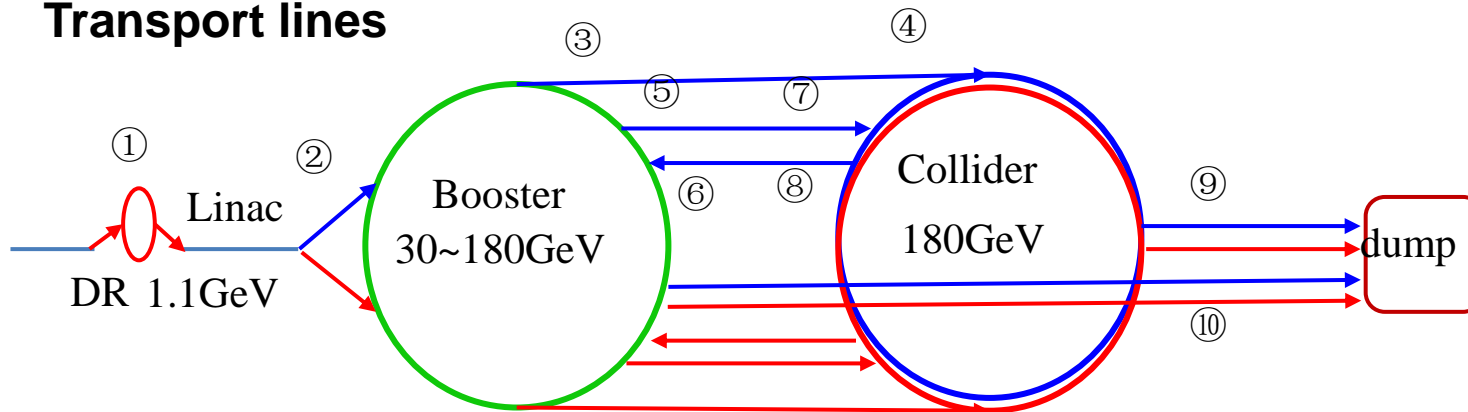 Transport lines
③
④
⑤
⑦
①
②
Linac
Booster
30~180GeV
⑥
⑧
Collider
180GeV
⑨
dump
DR 1.1GeV
⑩